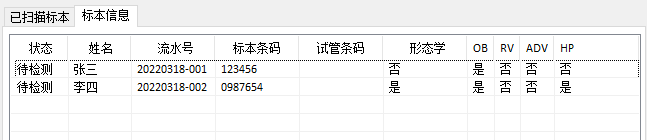 已扫描标本 标本信息
状态 姓名 流水号 标本条码 试管条码 形态学 OB RV ADV HP
待检测 张三 20220318-001 123456 否 是 否 否 否
待检测 李四 20220318-002 0987654 是 是 否 否 是